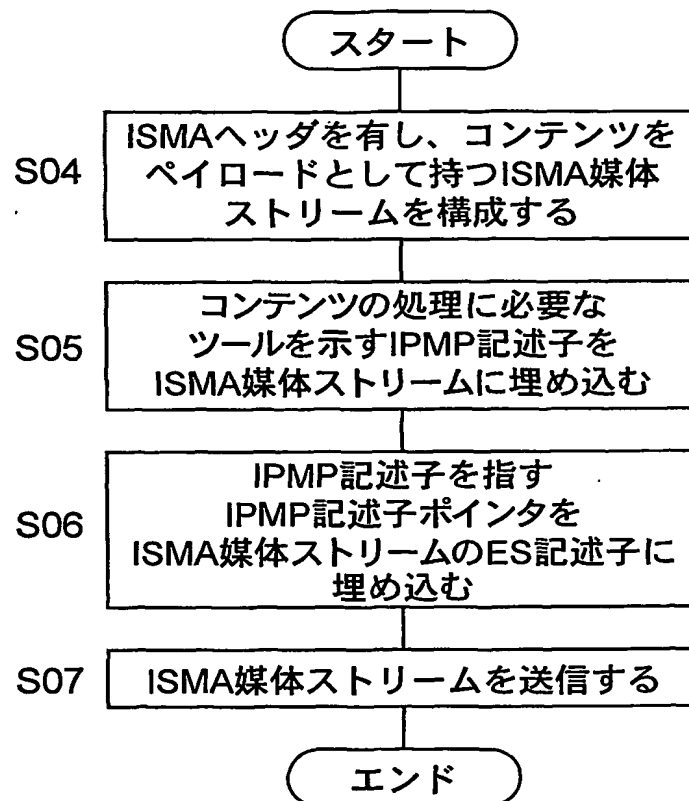 スタート
S04
ISMAヘッダを有し、コンテンツを
ペイロードとして持つISMA媒体
ストリームを構成する
S05
コンテンツの処理に必要な
ツールを示すIPMP記述子を
ISMA媒体ストリームに埋め込む
S06
IPMP記述子を指す
IPMP記述子ポインタを
ISMA媒体ストリームのES記述子に
埋め込む
S07
ISMA媒体ストリームを送信する
エンド